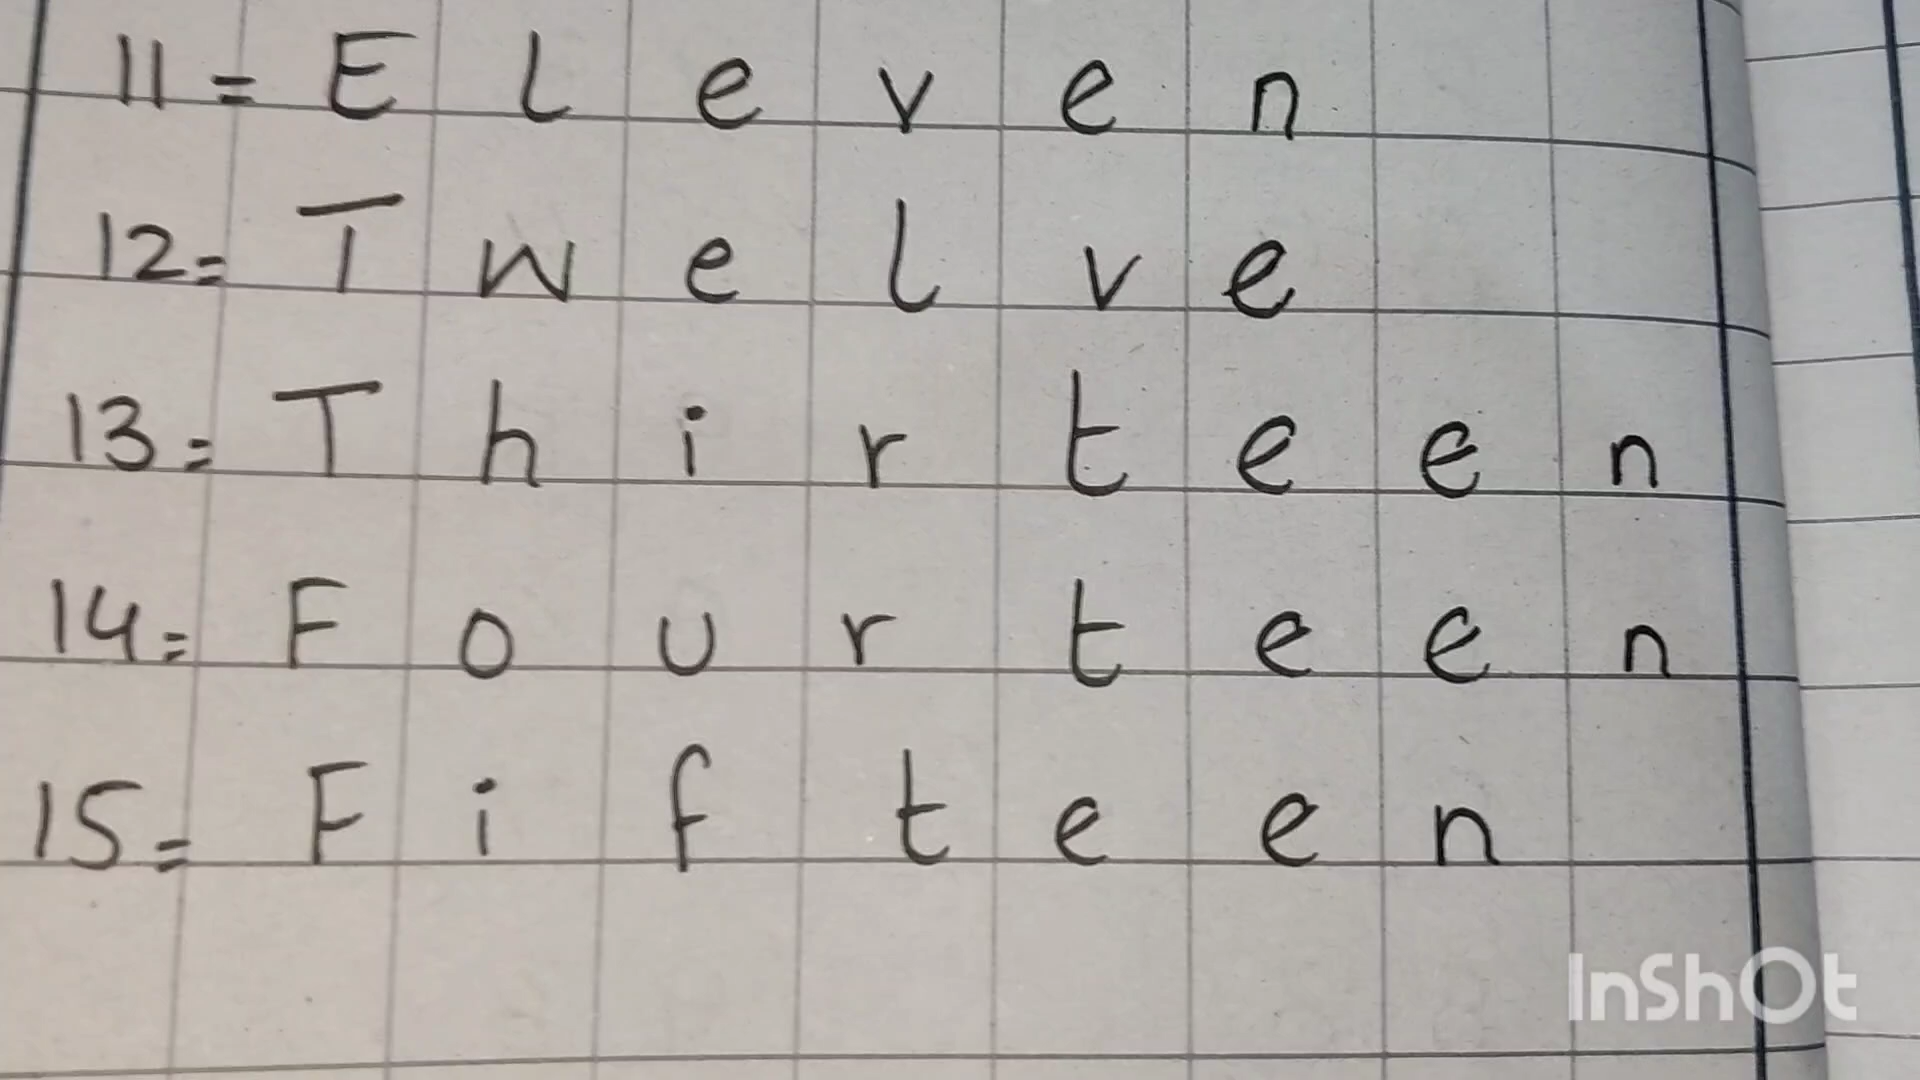 11 = Eleven
12 = Twelve
13 = Thirteen
14 = Fourteen
15 = Fifteen
InShOt